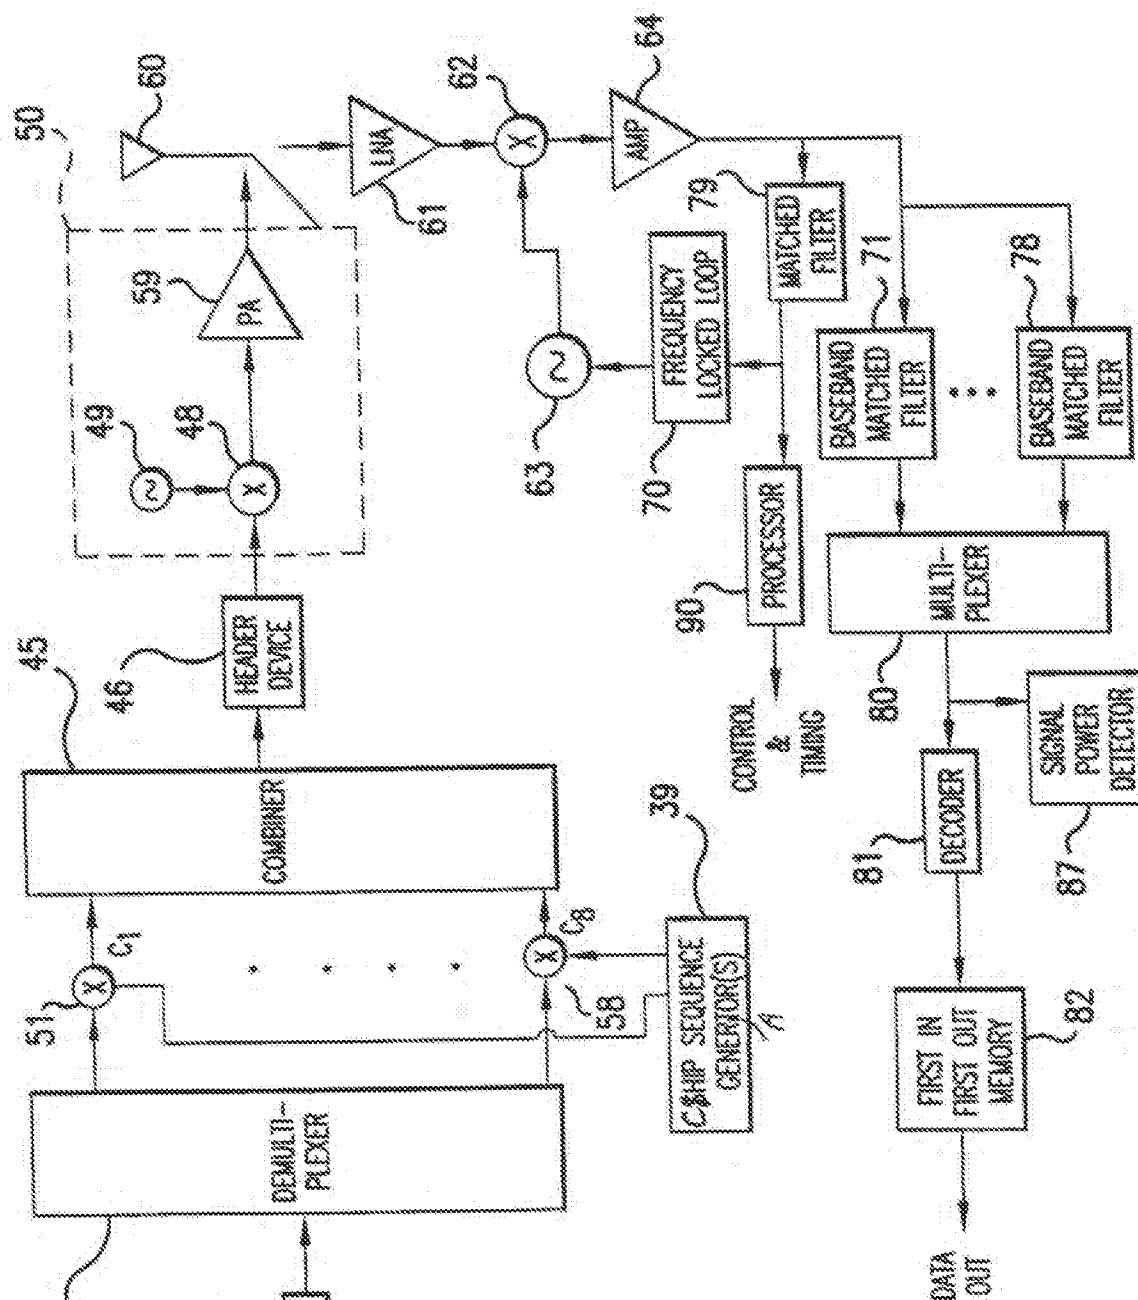 50
60
49
59
48
PA
LNA
61
62
X
64
AMP
63
45
46
HEADER
DEVICE
COMBINER
51
X
C1
X
C8
58
39
DEMULTI-
PLEXER
70
FREQUENCY
LOCKED LOOP
79
MATCHED
FILTER
71
BASEBAND
MATCHED
FILTER
78
BASEBAND
MATCHED
FILTER
90
PROCESSOR
CONTROL
&
TIMING
80
MULTI-
PLEXER
81
DECODER
87
SIGNAL
POWER
DETECTOR
82
FIRST IN
FIRST OUT
MEMORY
DATA
OUT
X
SEQUENCE
GENERTOR(S)
A